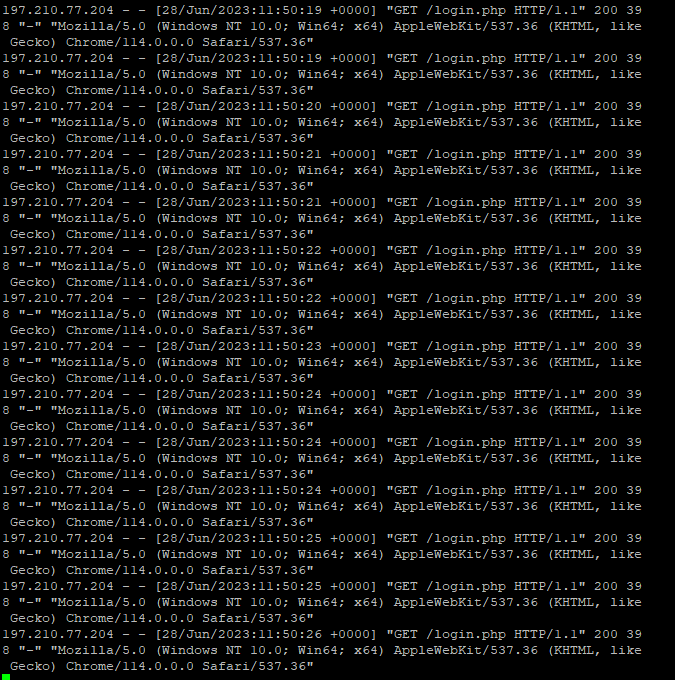 197.210.77.204 - - [28/Jun/2023:11:50:19 +0000] "GET /login.php HTTP/1.1" 200 39
8 "-" "Mozilla/5.0 (Windows NT 10.0; Win64; x64) AppleWebKit/537.36 (KHTML, like
 Gecko) Chrome/114.0.0.0 Safari/537.36"
197.210.77.204 - - [28/Jun/2023:11:50:19 +0000] "GET /login.php HTTP/1.1" 200 39
8 "-" "Mozilla/5.0 (Windows NT 10.0; Win64; x64) AppleWebKit/537.36 (KHTML, like
 Gecko) Chrome/114.0.0.0 Safari/537.36"
197.210.77.204 - - [28/Jun/2023:11:50:20 +0000] "GET /login.php HTTP/1.1" 200 39
8 "-" "Mozilla/5.0 (Windows NT 10.0; Win64; x64) AppleWebKit/537.36 (KHTML, like
 Gecko) Chrome/114.0.0.0 Safari/537.36"
197.210.77.204 - - [28/Jun/2023:11:50:21 +0000] "GET /login.php HTTP/1.1" 200 39
8 "-" "Mozilla/5.0 (Windows NT 10.0; Win64; x64) AppleWebKit/537.36 (KHTML, like
 Gecko) Chrome/114.0.0.0 Safari/537.36"
197.210.77.204 - - [28/Jun/2023:11:50:21 +0000] "GET /login.php HTTP/1.1" 200 39
8 "-" "Mozilla/5.0 (Windows NT 10.0; Win64; x64) AppleWebKit/537.36 (KHTML, like
 Gecko) Chrome/114.0.0.0 Safari/537.36"
197.210.77.204 - - [28/Jun/2023:11:50:22 +0000] "GET /login.php HTTP/1.1" 200 39
8 "-" "Mozilla/5.0 (Windows NT 10.0; Win64; x64) AppleWebKit/537.36 (KHTML, like
 Gecko) Chrome/114.0.0.0 Safari/537.36"
197.210.77.204 - - [28/Jun/2023:11:50:22 +0000] "GET /login.php HTTP/1.1" 200 39
8 "-" "Mozilla/5.0 (Windows NT 10.0; Win64; x64) AppleWebKit/537.36 (KHTML, like
 Gecko) Chrome/114.0.0.0 Safari/537.36"
197.210.77.204 - - [28/Jun/2023:11:50:23 +0000] "GET /login.php HTTP/1.1" 200 39
8 "-" "Mozilla/5.0 (Windows NT 10.0; Win64; x64) AppleWebKit/537.36 (KHTML, like
 Gecko) Chrome/114.0.0.0 Safari/537.36"
197.210.77.204 - - [28/Jun/2023:11:50:24 +0000] "GET /login.php HTTP/1.1" 200 39
8 "-" "Mozilla/5.0 (Windows NT 10.0; Win64; x64) AppleWebKit/537.36 (KHTML, like
 Gecko) Chrome/114.0.0.0 Safari/537.36"
197.210.77.204 - - [28/Jun/2023:11:50:24 +0000] "GET /login.php HTTP/1.1" 200 39
8 "-" "Mozilla/5.0 (Windows NT 10.0; Win64; x64) AppleWebKit/537.36 (KHTML, like
 Gecko) Chrome/114.0.0.0 Safari/537.36"
197.210.77.204 - - [28/Jun/2023:11:50:24 +0000] "GET /login.php HTTP/1.1" 200 39
8 "-" "Mozilla/5.0 (Windows NT 10.0; Win64; x64) AppleWebKit/537.36 (KHTML, like
 Gecko) Chrome/114.0.0.0 Safari/537.36"
197.210.77.204 - - [28/Jun/2023:11:50:25 +0000] "GET /login.php HTTP/1.1" 200 39
8 "-" "Mozilla/5.0 (Windows NT 10.0; Win64; x64) AppleWebKit/537.36 (KHTML, like
 Gecko) Chrome/114.0.0.0 Safari/537.36"
197.210.77.204 - - [28/Jun/2023:11:50:25 +0000] "GET /login.php HTTP/1.1" 200 39
8 "-" "Mozilla/5.0 (Windows NT 10.0; Win64; x64) AppleWebKit/537.36 (KHTML, like
 Gecko) Chrome/114.0.0.0 Safari/537.36"
197.210.77.204 - - [28/Jun/2023:11:50:26 +0000] "GET /login.php HTTP/1.1" 200 39
8 "-" "Mozilla/5.0 (Windows NT 10.0; Win64; x64) AppleWebKit/537.36 (KHTML, like
 Gecko) Chrome/114.0.0.0 Safari/537.36"